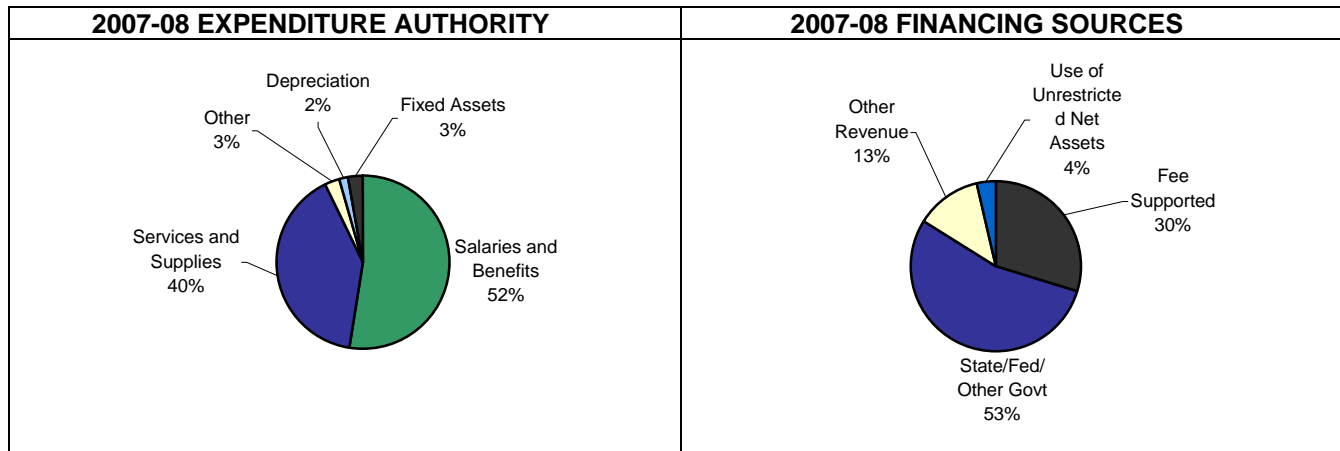 2007-08 EXPENDITURE AUTHORITY
Depreciation
2%
Fixed Assets
3%
Other
3%
Services and
Supplies
40%
Salaries and
Benefits
52%
2007-08 FINANCING SOURCES
Use of
Unrestricte
d Net
Assets
4%
Other
Revenue
13%
Fee
Supported
30%
State/Fed/
Other Govt
53%